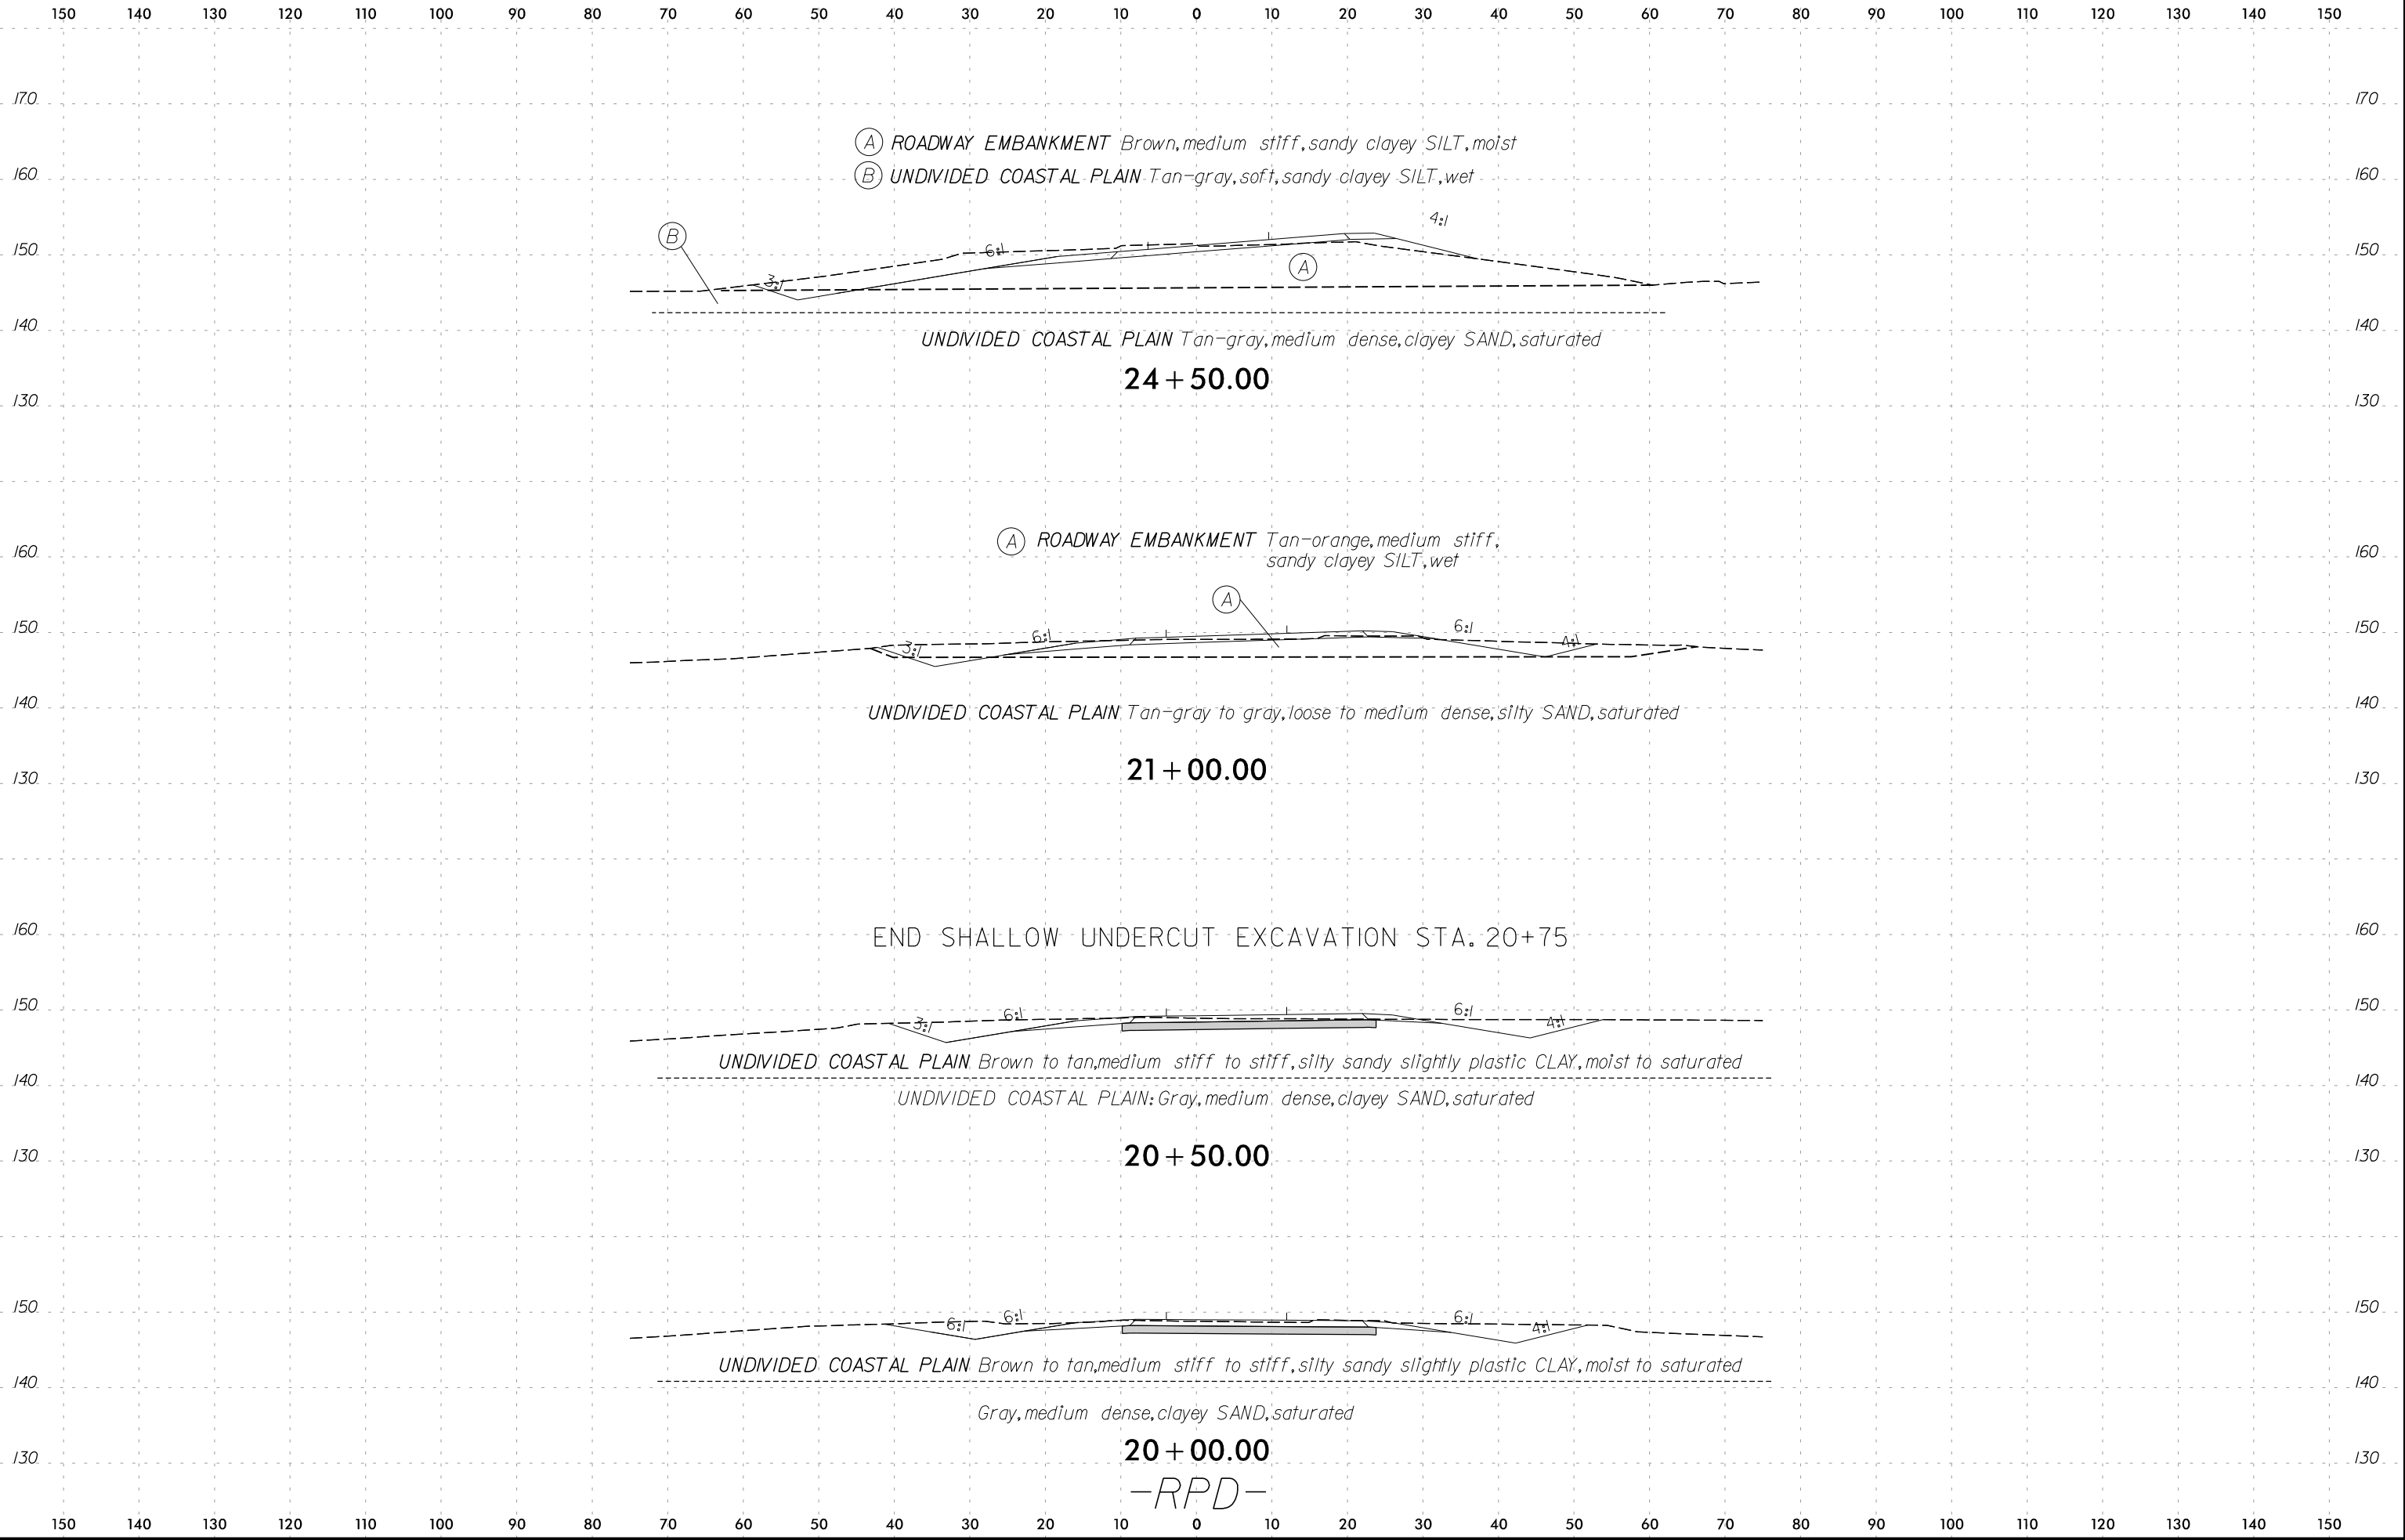 150 140 130 120 110 100 90 80 70 60 50 40 30 20 10 0 10 20 30 40 50 60 70 80 90 100 110 120 130 140 150
170 170
Ⓐ ROADWAY EMBANKMENT Brown, medium stiff, sandy clayey SILT, moist
160 Ⓑ UNDIVIDED COASTAL PLAIN Tan-gray, soft, sandy clayey SILT, wet 160
4:1
B
150 6:1 150
A
3:1
140 140
UNDIVIDED COASTAL PLAIN Tan-gray, medium dense, clayey SAND, saturated
24+50.00
130 130
Ⓐ ROADWAY EMBANKMENT Tan-orange, medium stiff,
sandy clayey SILT, wet
160 160
A
150 6:1 6:1 150
3:1 4:1
140 140
UNDIVIDED COASTAL PLAIN Tan-gray to gray, loose to medium dense, silty SAND, saturated
21+00.00
130 130
160 160
END SHALLOW UNDERCUT EXCAVATION STA. 20+75
150 6:1 6:1 150
3:1 4:1
UNDIVIDED COASTAL PLAIN Brown to tan, medium stiff to stiff, silty sandy slightly plastic CLAY, moist to saturated
140 140
UNDIVIDED COASTAL PLAIN: Gray, medium dense, clayey SAND, saturated
20+50.00
130 130
150 150
6:1 6:1 6:1 4:1
UNDIVIDED COASTAL PLAIN Brown to tan, medium stiff to stiff, silty sandy slightly plastic CLAY, moist to saturated
140 140
Gray, medium dense, clayey SAND, saturated
20+00.00
130 130
-RPD-
150 140 130 120 110 100 90 80 70 60 50 40 30 20 10 0 10 20 30 40 50 60 70 80 90 100 110 120 130 140 150